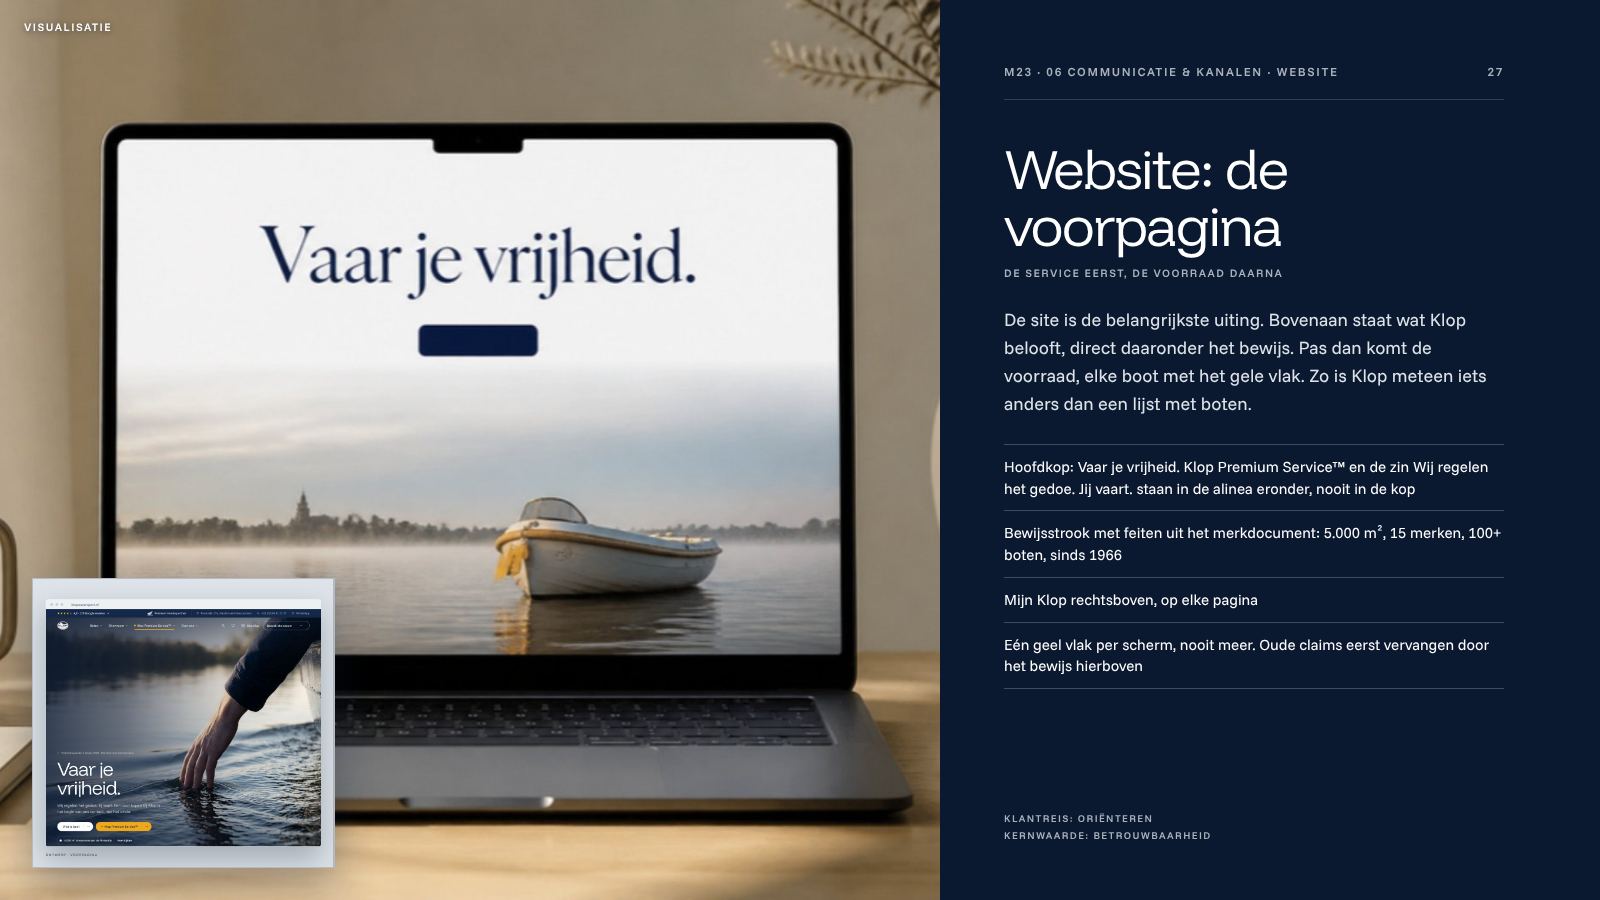 VISUALISATIE
Vaar je vrijheid.
Vaar je
vrijheid.
M23 · 06 COMMUNICATIE & KANALEN · WEBSITE
27
Website: de
voorpagina
DE SERVICE EERST, DE VOORRAAD DAARNA
De site is de belangrijkste uiting. Bovenaan staat wat Klop
belooft, direct daaronder het bewijs. Pas dan komt de
voorraad, elke boot met het gele vlak. Zo is Klop meteen iets
anders dan een lijst met boten.
Hoofdkop: Vaar je vrijheid. Klop Premium Service™ en de zin Wij regelen
het gedoe. Jij vaart. staan in de alinea eronder, nooit in de kop
Bewijsstrook met feiten uit het merkdocument: 5.000 m², 15 merken, 100+
boten, sinds 1966
Mijn Klop rechtsboven, op elke pagina
Eén geel vlak per scherm, nooit meer. Oude claims eerst vervangen door
het bewijs hierboven
KLANTREIS: ORIËNTEREN
KERNWAARDE: BETROUWBAARHEID